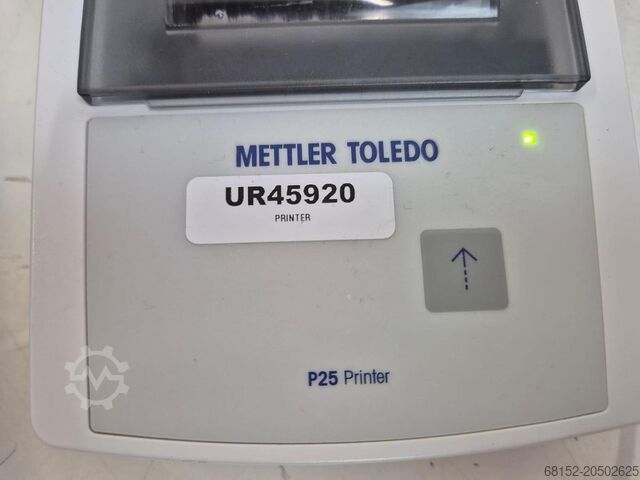 METTLER TOLEDO
UR45920
PRINTER
P25 Printer
68152-20502625